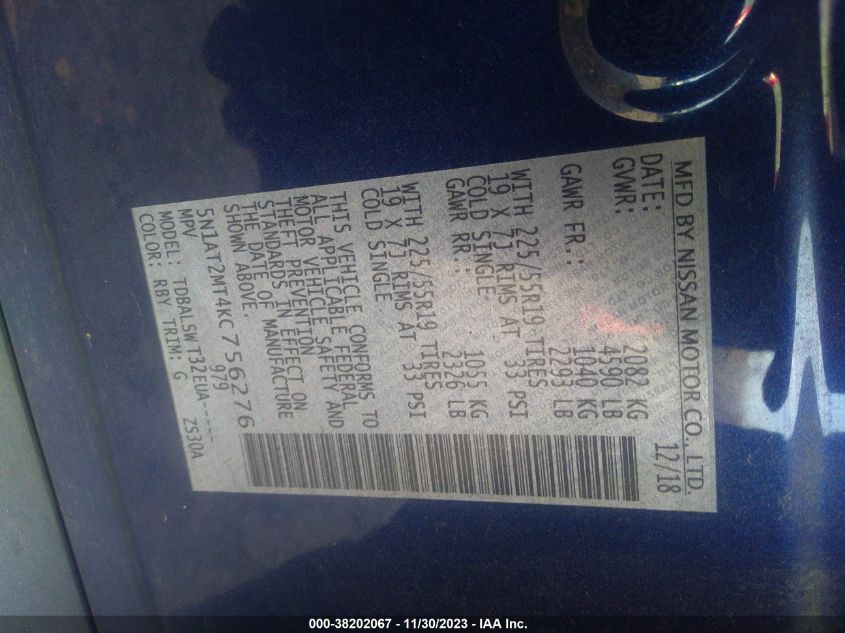 MFD BY NISSAN MOTOR CO., LTD.
DATE: 12/18
GVWR: 2082 KG
4590 LB
GAWR FR.: 1040 KG
2293 LB
WITH 225/55R19 TIRES
19 X 7J RIMS AT 33 PSI
COLD SINGLE
GAWR RR.: 1055 KG
2326 LB
WITH 225/55R19 TIRES
19 X 7J RIMS AT 33 PSI
COLD SINGLE
THIS VEHICLE CONFORMS TO
ALL APPLICABLE FEDERAL
MOTOR VEHICLE SAFETY AND
THEFT PREVENTION
STANDARDS IN EFFECT ON
THE DATE OF MANUFACTURE
SHOWN ABOVE.
5N1AT2MT4KC756276
MPV 979
MODEL: TDBALSWT32EUA-----
COLOR: RBY TRIM: G ZS30A
000-38202067 - 11/30/2023 - IAA Inc.